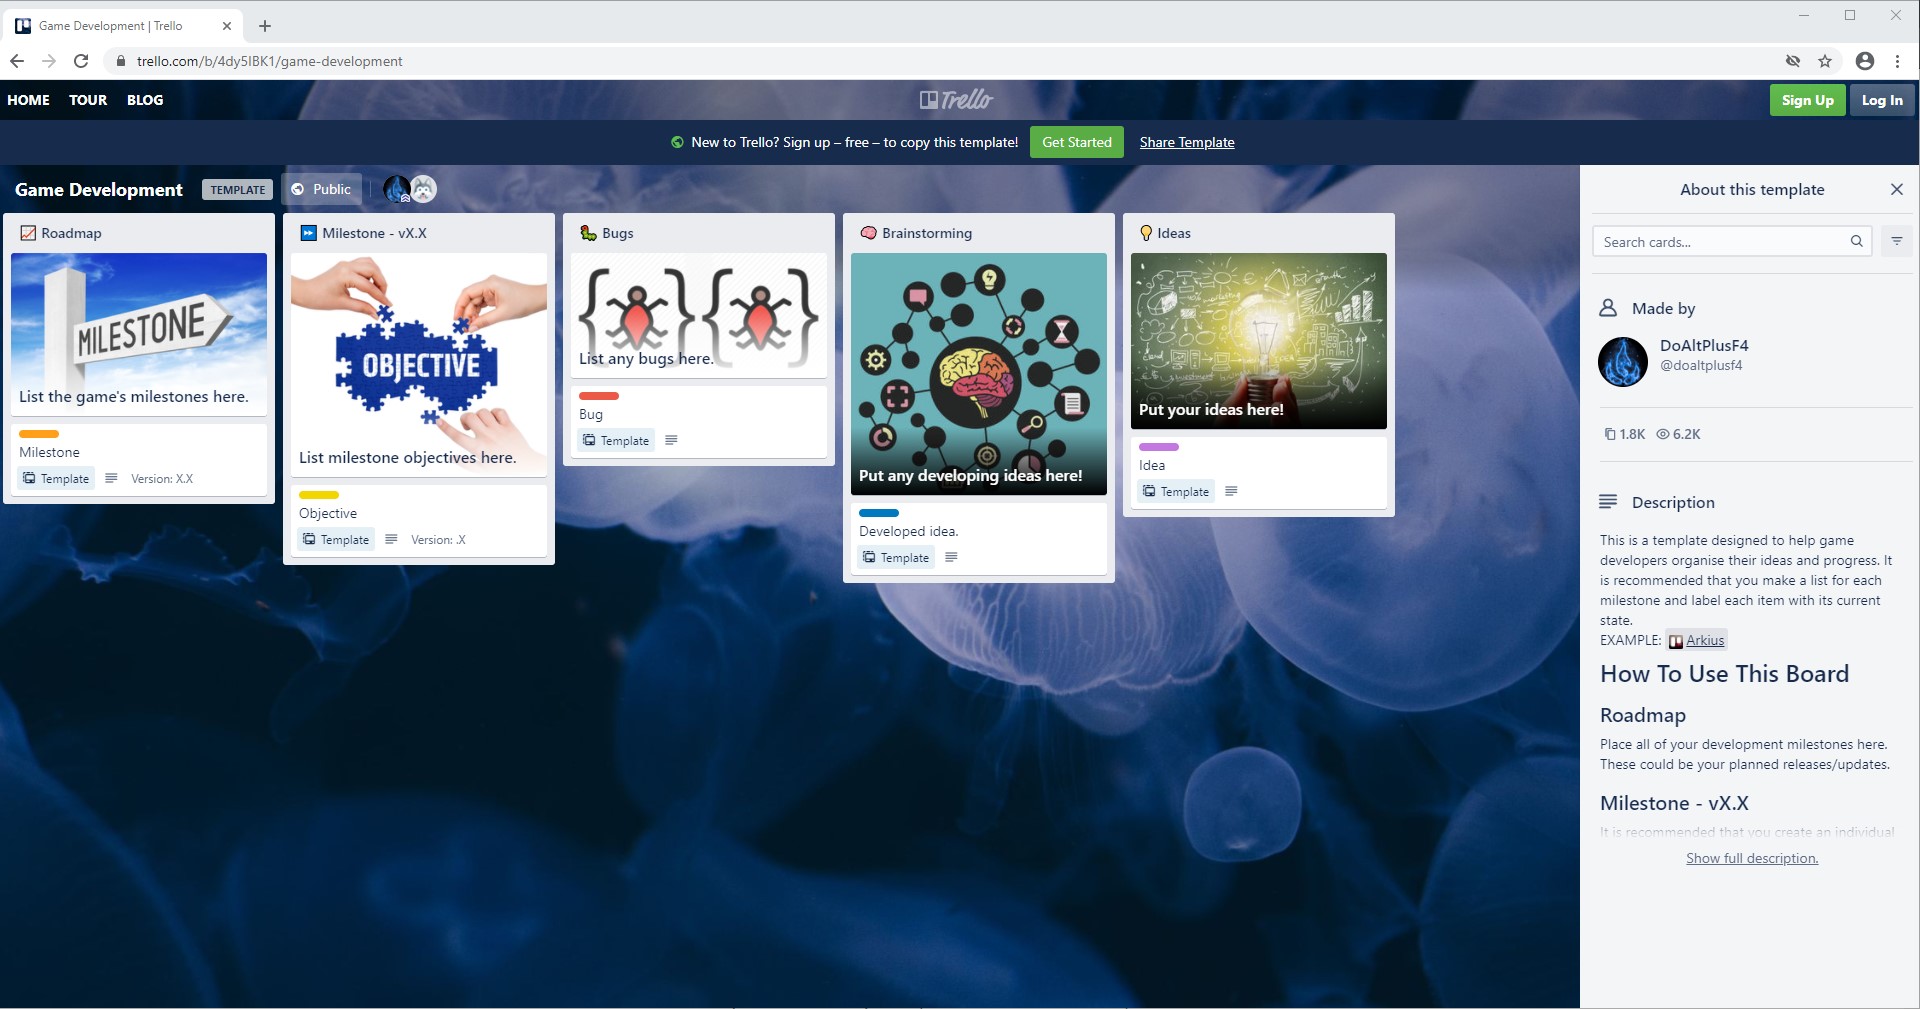 Game Development | Trello
trello.com/b/4dy5IBK1/game-development
HOME TOUR BLOG
Trello
Sign Up
Log In
New to Trello? Sign up – free – to copy this template!
Get Started
Share Template
Game Development
TEMPLATE
Public
Roadmap
MILESTONE
List the game's milestones here.
Milestone
Template
Version: X.X
Milestone - vX.X
OBJECTIVE
List milestone objectives here.
Objective
Template
Version: .X
Bugs
List any bugs here.
Bug
Template
Brainstorming
Put any developing ideas here!
Developed idea.
Template
Ideas
Put your ideas here!
Idea
Template
About this template
Search cards...
Made by
DoAltPlusF4
@doaltplusf4
1.8K 6.2K
Description
This is a template designed to help game
developers organise their ideas and progress. It
is recommended that you make a list for each
milestone and label each item with its current
state.
EXAMPLE: Arkius
How To Use This Board
Roadmap
Place all of your development milestones here.
These could be your planned releases/updates.
Milestone - vX.X
It is recommended that you create an individual
Show full description.